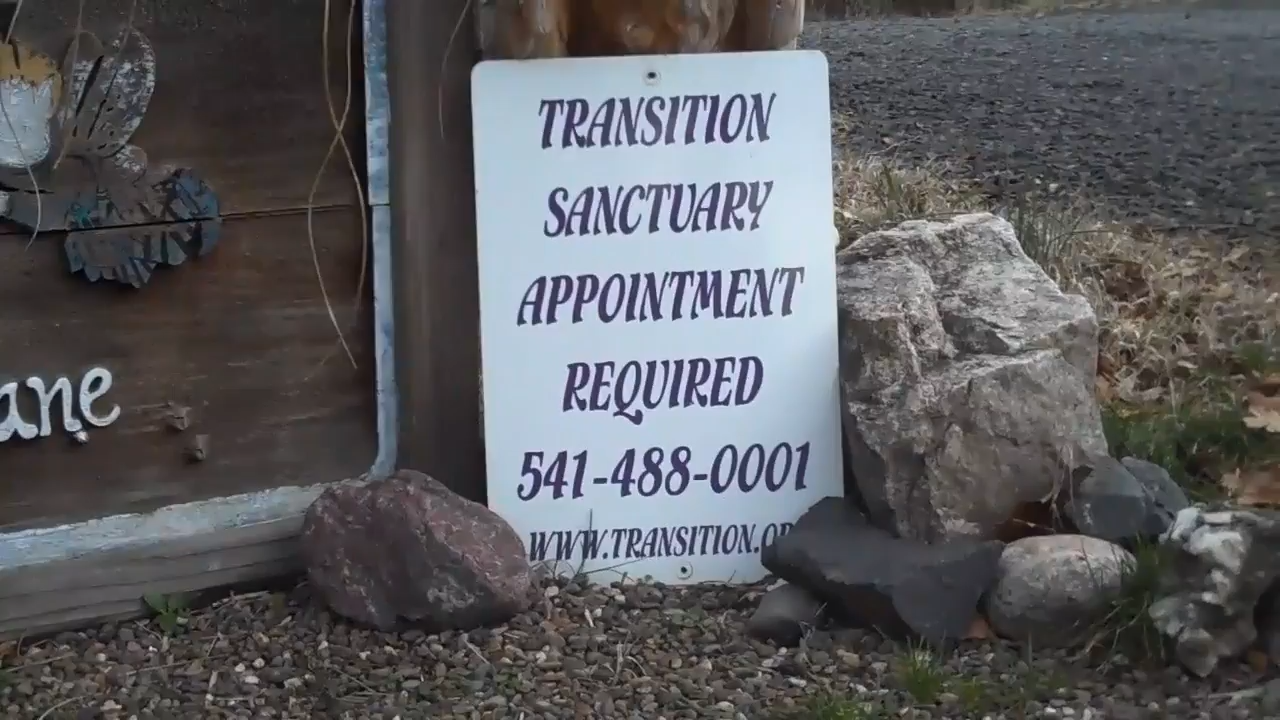 TRANSITION
SANCTUARY
APPOINTMENT
REQUIRED
541-488-0001
ane